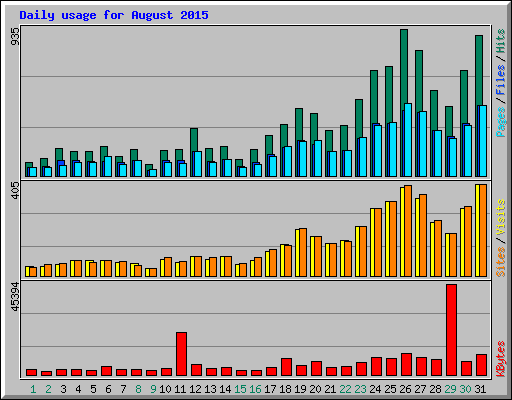 Daily usage for August 2015
935
Pages / Files / Hits
405
Sites / Visits
45394
KBytes
1 2 3 4 5 6 7 8 9 10 11 12 13 14 15 16 17 18 19 20 21 22 23 24 25 26 27 28 29 30 31